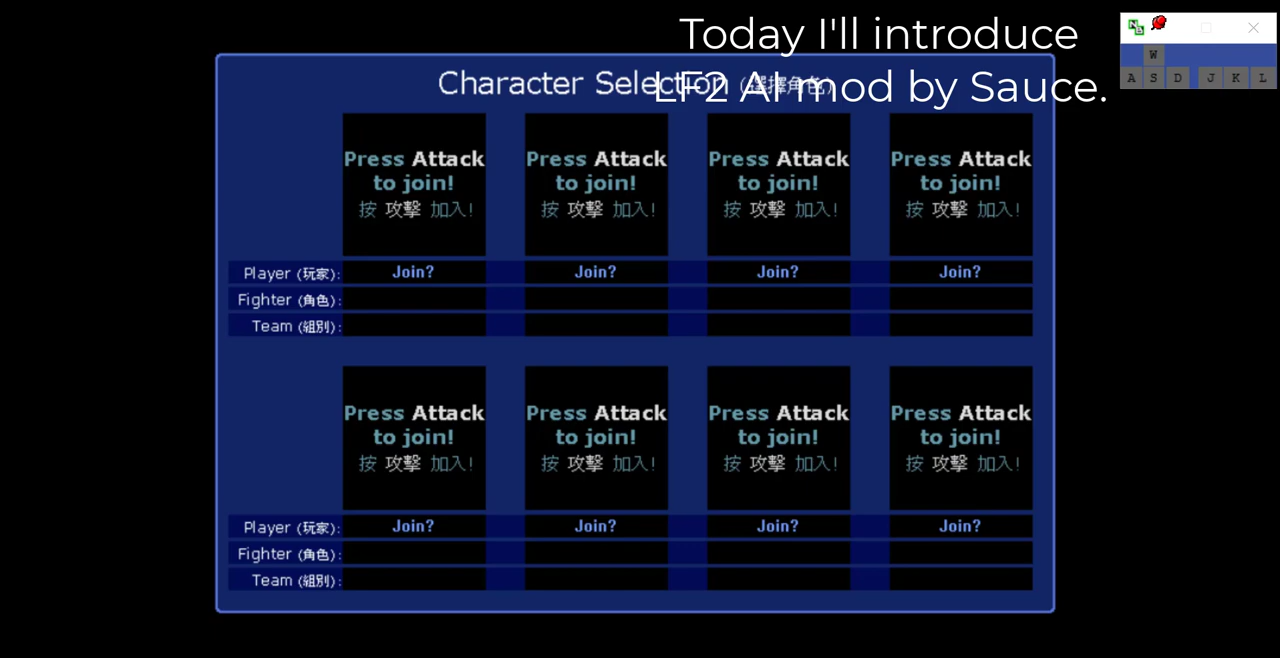 Today I'll introduce
LF2 AI mod by Sauce.
Character Selection (選擇角色)
W
A S D J K L
Press Attack Press Attack Press Attack Press Attack
to join! to join! to join! to join!
按 攻擊 加入! 按 攻擊 加入! 按 攻擊 加入! 按 攻擊 加入!
Player (玩家): Join? Join? Join? Join?
Fighter (角色):
Team (組別):
Press Attack Press Attack Press Attack Press Attack
to join! to join! to join! to join!
按 攻擊 加入! 按 攻擊 加入! 按 攻擊 加入! 按 攻擊 加入!
Player (玩家): Join? Join? Join? Join?
Fighter (角色):
Team (組別):